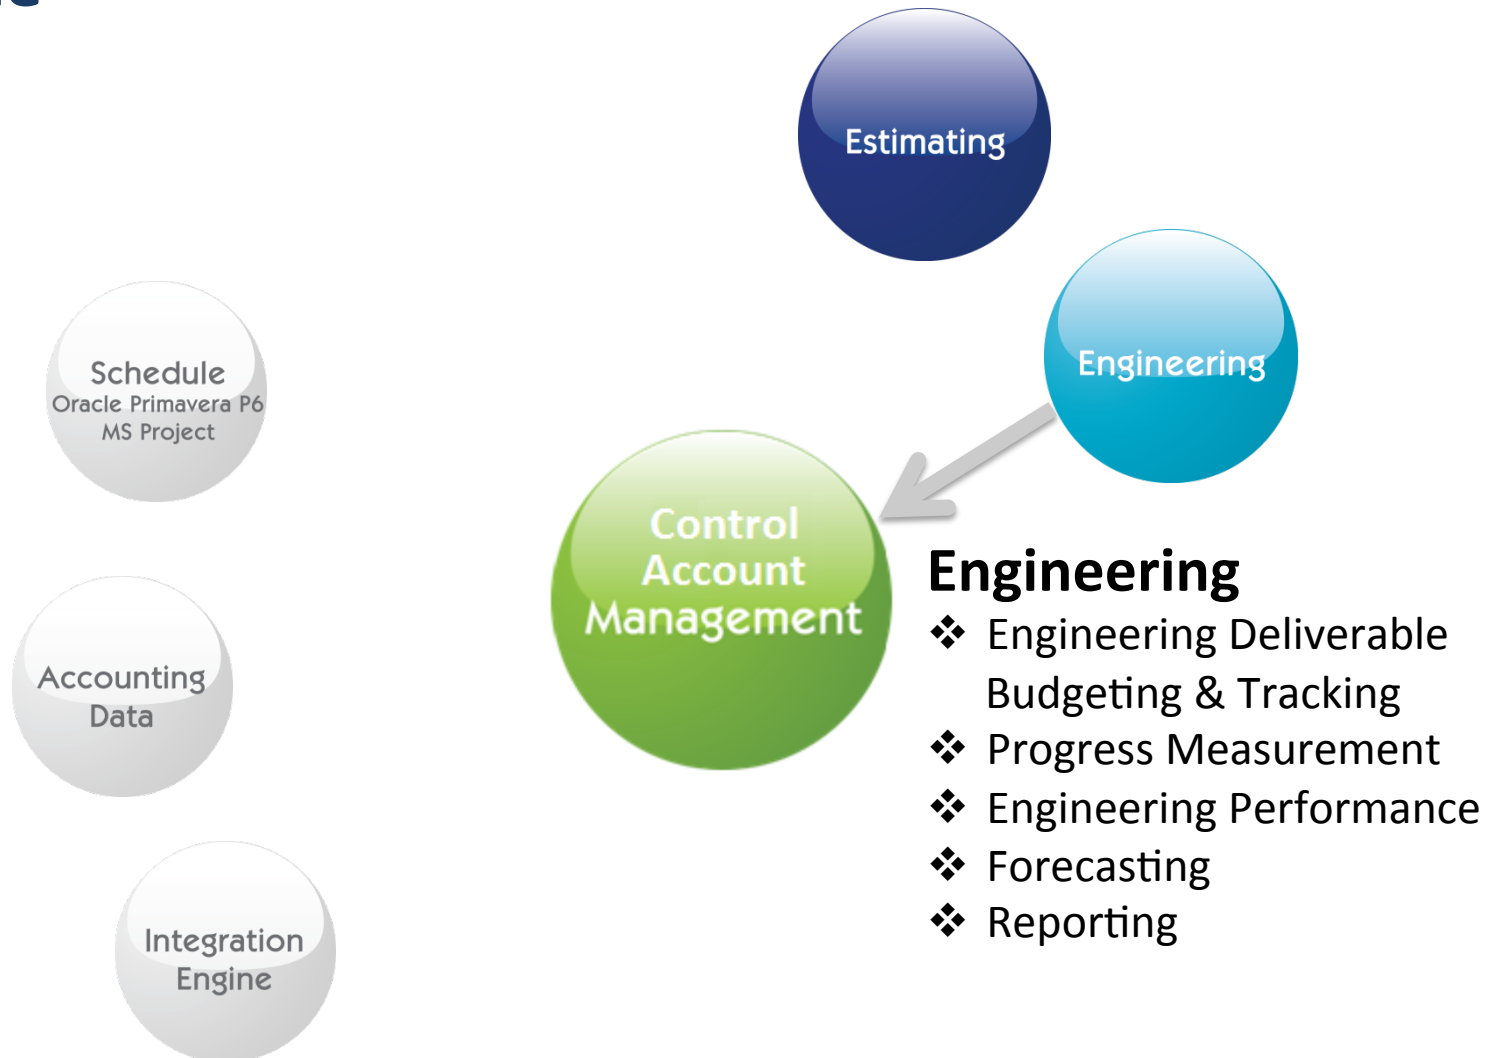 Estimating
Engineering
Schedule
Oracle Primavera P6
MS Project
Control
Account
Management
Accounting
Data
Integration
Engine
Engineering
❖ Engineering Deliverable
Budgeting & Tracking
❖ Progress Measurement
❖ Engineering Performance
❖ Forecasting
❖ Reporting